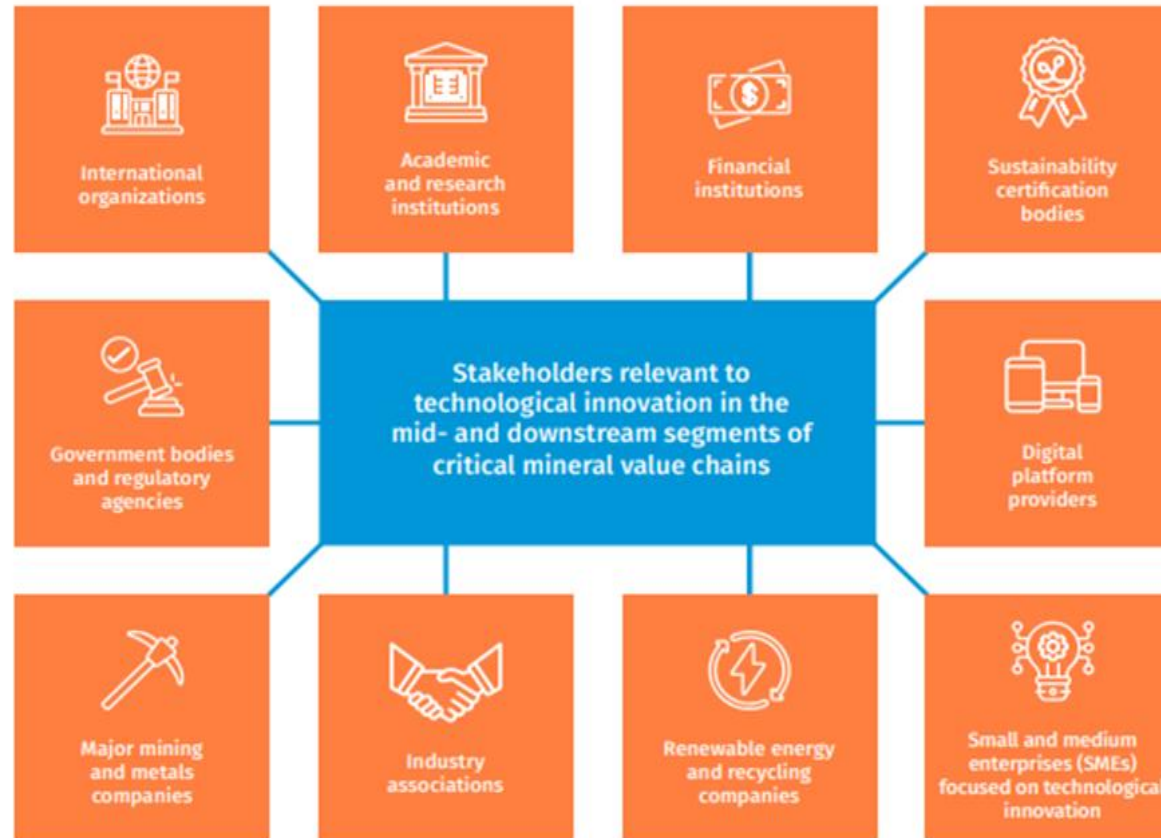 International
organizations
Academic
and research
institutions
Financial
institutions
Sustainability
certification
bodies
Government bodies
and regulatory
agencies
Stakeholders relevant to
technological innovation in the
mid- and downstream segments of
critical mineral value chains
Digital
platform
providers
Major mining
and metals
companies
Industry
associations
Renewable energy
and recycling
companies
Small and medium
enterprises (SMEs)
focused on technological
innovation